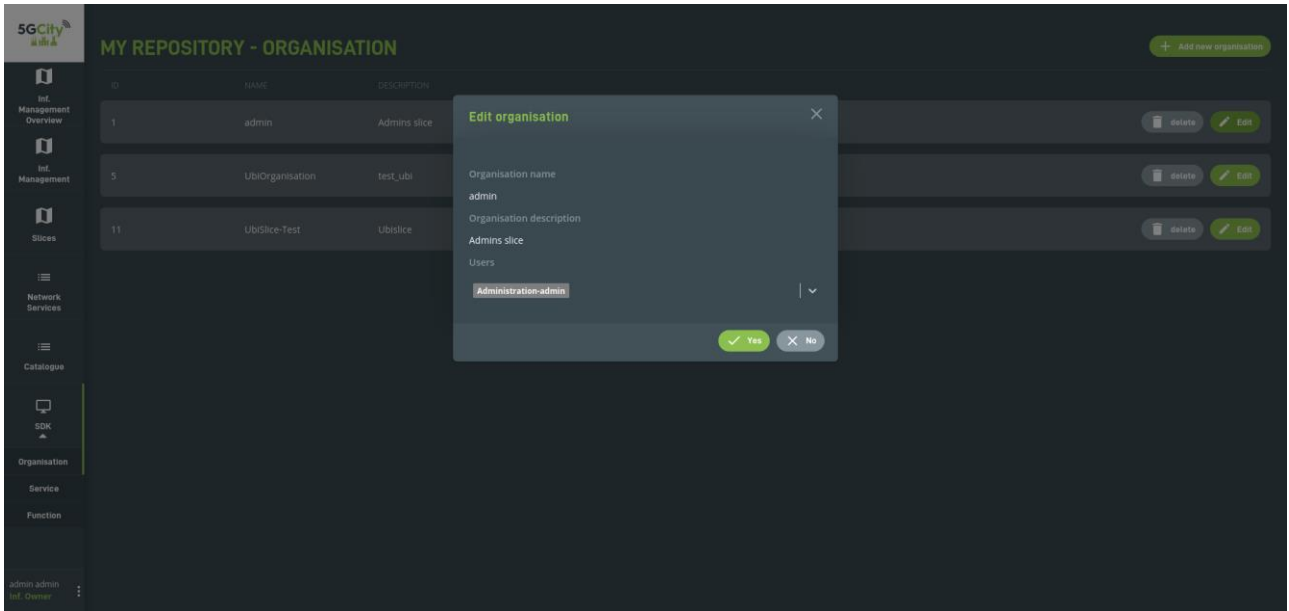 5GCity
MY REPOSITORY - ORGANISATION
Add new organisation
Inf.
Management
Overview
Inf.
Management
Slices
Network
Services
Catalogue
SDK
Organisation
Service
Function
admin admin
Inf. Owner
ID NAME DESCRIPTION
1 admin Admins slice delete Edit
5 UbiOrganisation test_ubi delete Edit
11 UbiSlice-Test Ubislice delete Edit
Edit organisation
Organisation name
admin
Organisation description
Admins slice
Users
Administration-admin
Yes No